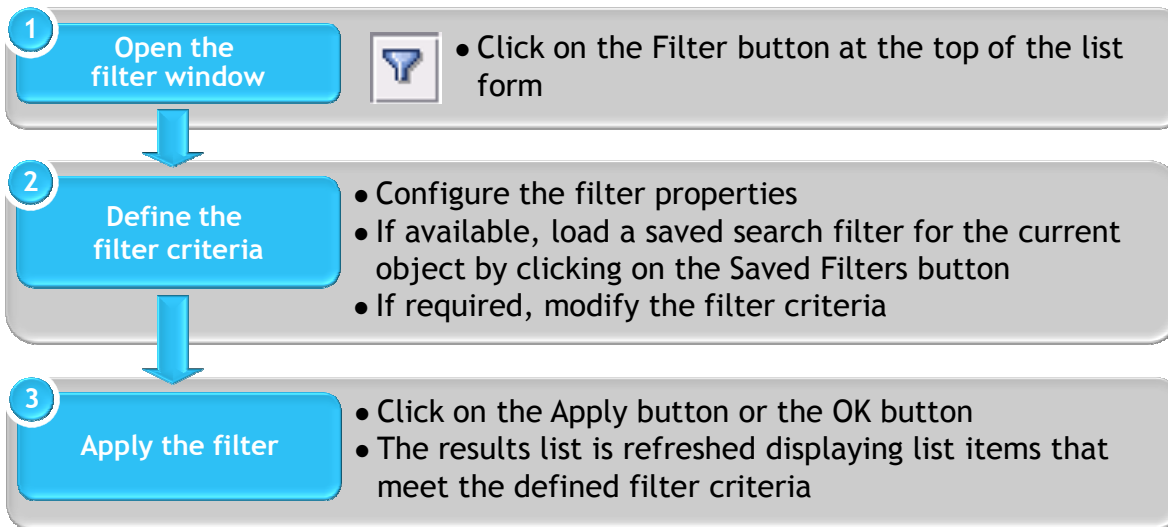 1
Open the
filter window
• Click on the Filter button at the top of the list
form
2
Define the
filter criteria
• Configure the filter properties
• If available, load a saved search filter for the current
object by clicking on the Saved Filters button
• If required, modify the filter criteria
3
Apply the filter
• Click on the Apply button or the OK button
• The results list is refreshed displaying list items that
meet the defined filter criteria